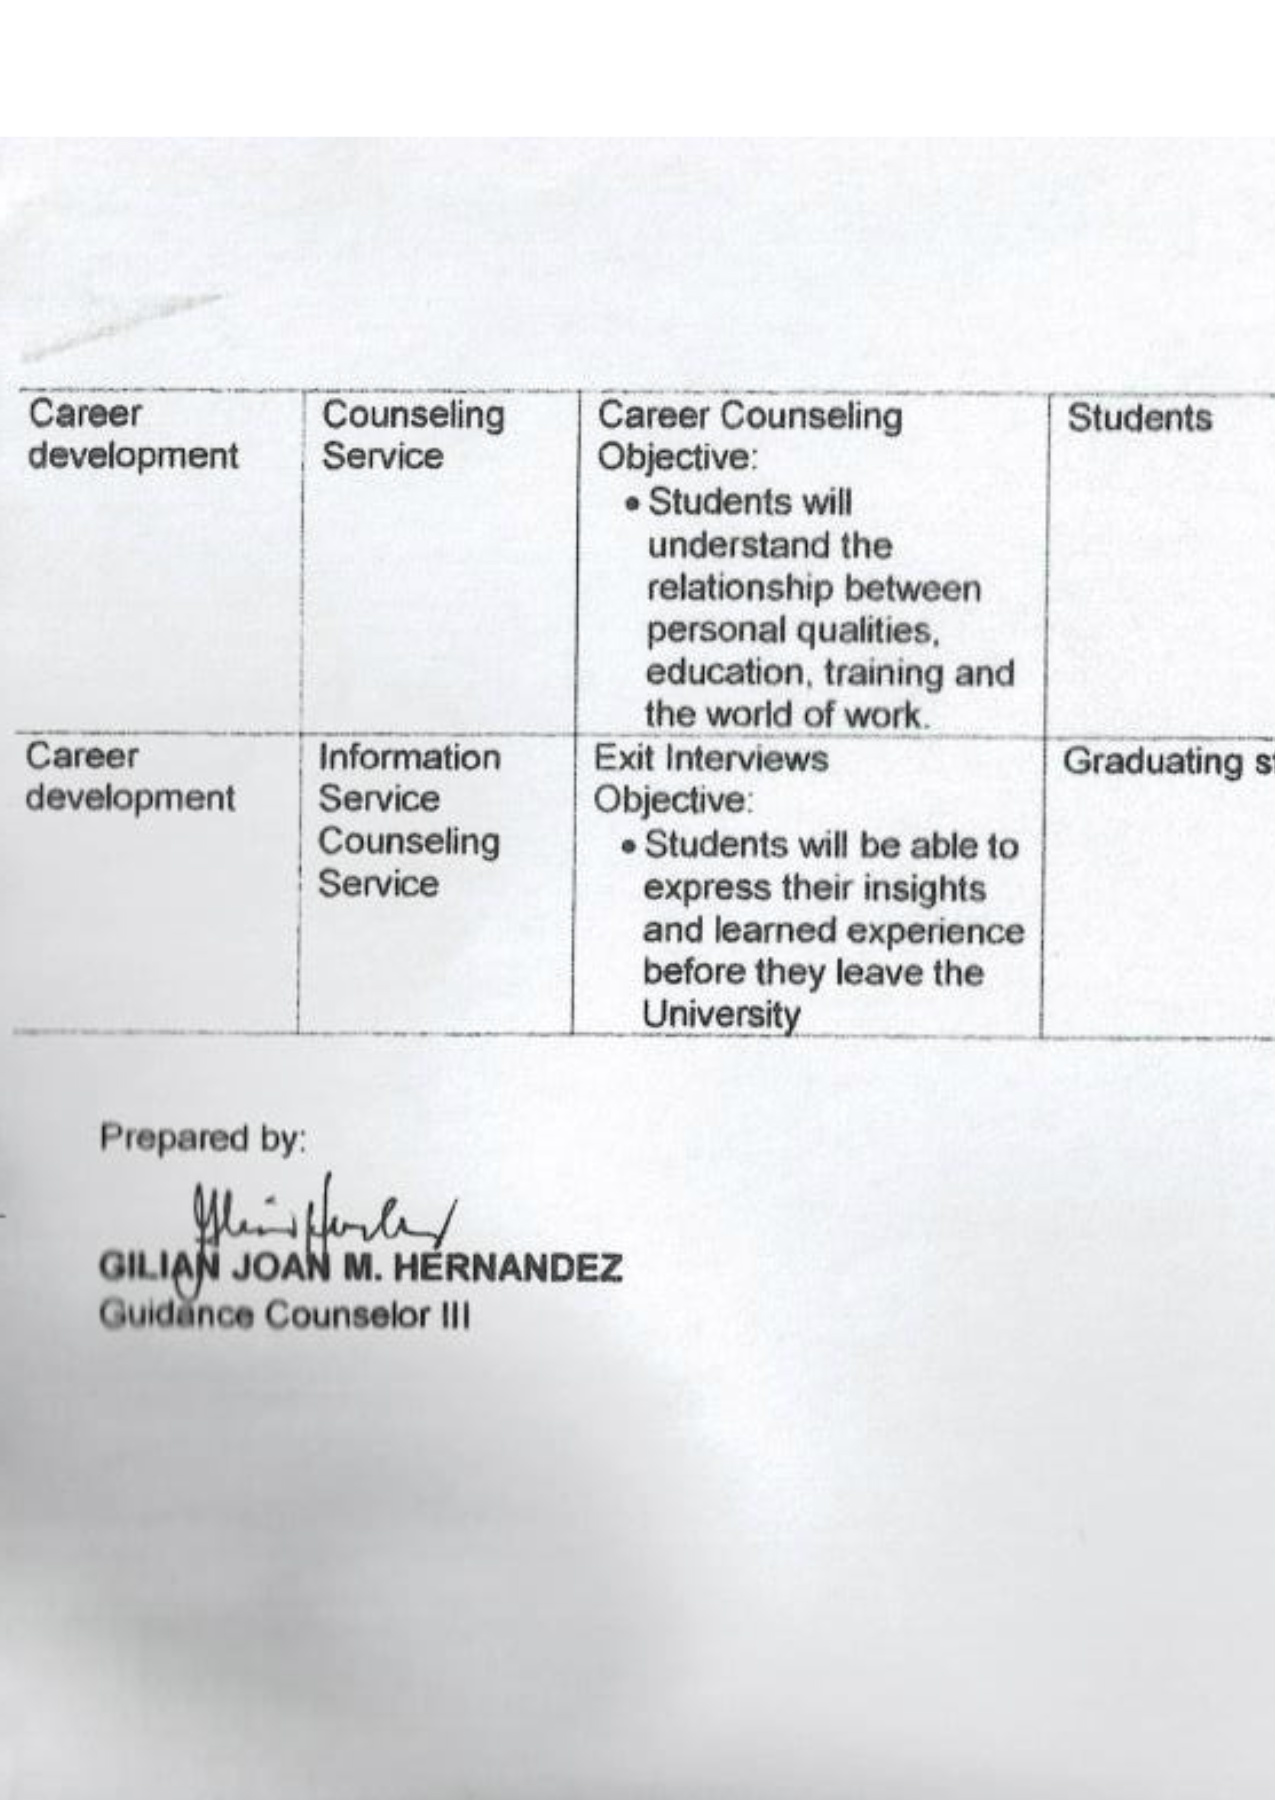 Career
development
Counseling
Service
Career Counseling
Objective:
• Students will
understand the
relationship between
personal qualities,
education, training and
the world of work.
Students
Career
development
Information
Service
Counseling
Service
Exit Interviews
Objective:
• Students will be able to
express their insights
and learned experience
before they leave the
University
Graduating
Prepared by:
GILIAN JOAN M. HERNANDEZ
Guidance Counselor III